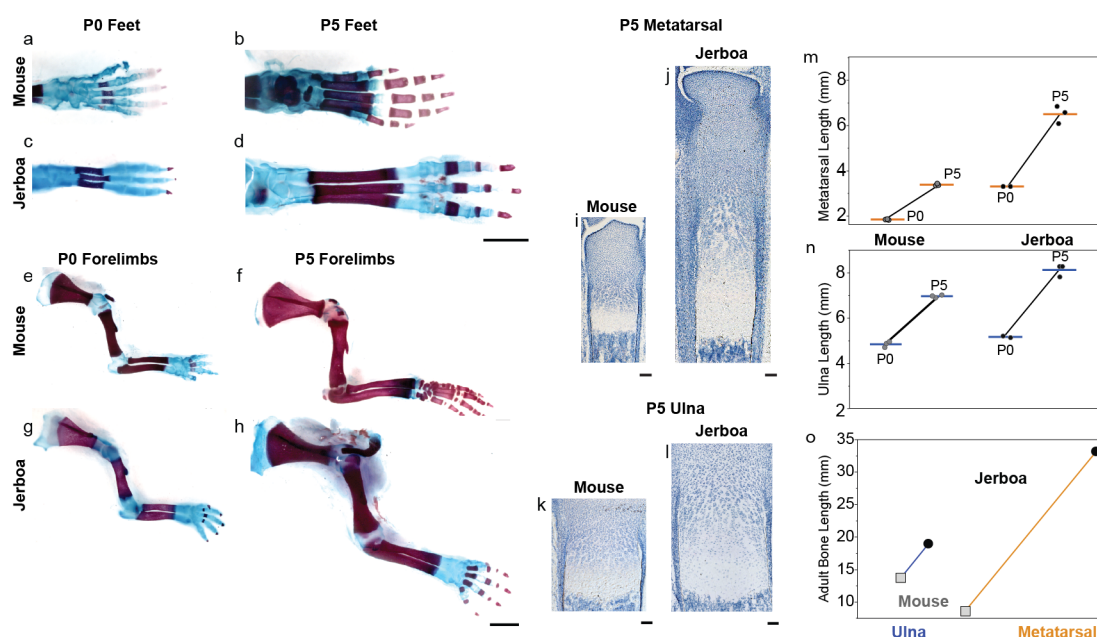 P0 Feet
P5 Feet
P5 Metatarsal
a
b
Mouse
c
d
Jerboa
P0 Forelimbs
P5 Forelimbs
e
f
Mouse
g
h
Jerboa
Jerboa
j
Mouse
i
P5 Ulna
Jerboa
l
Mouse
k
m
Metatarsal Length (mm)
8
6
4
2
P0
P5
P0
P5
Mouse
Jerboa
n
Ulna Length (mm)
8
6
4
2
P0
P5
P0
P5
o
Adult Bone Length (mm)
35
30
25
20
15
10
Jerboa
Mouse
Ulna
Metatarsal